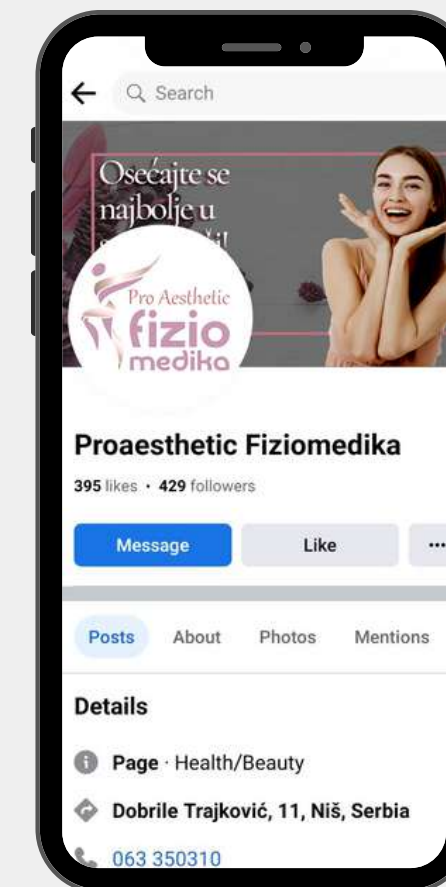 Search
Osećajte se
najbolje u
Pro Aesthetic
fizio
medika
Proaesthetic Fiziomedika
395 likes · 429 followers
Message
Like
Posts
About
Photos
Mentions
Details
Page · Health/Beauty
Dobrile Trajković, 11, Niš, Serbia
063 350310